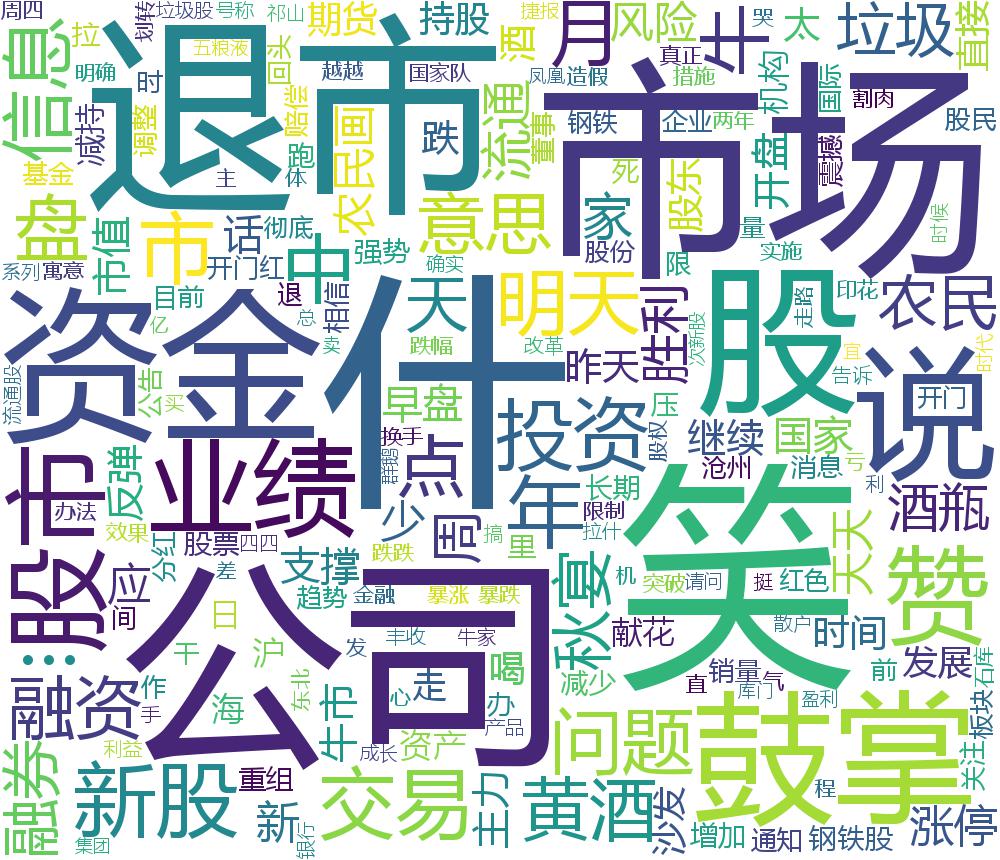 周四
划转
垃圾股
号称
祁山
期货
持股
酒
月
风险
牛
太
垃圾
直接
信息
拉
五粮液
回头
捷报
哭
真正
明确
时
退市
越越
国家队
凤凰
造假
措施
机构
国际
割肉
减持
调整
赔偿
跌
流通
董事
钢铁
企业
两年
市场
震撼
股民
基金
跑
农民画
死
股东
开盘
主
体
意思
家
股份
量
时候
市值
市
话
彻底
强势
中
限
实施
系列
寓意
开门红
确实
目前
退
相信
天
明天
胜利
走路
印花
农民
亿
总
卖
跌幅
改革
昨天
次新股
宜
时代
资金
什
股
说
告诉
开门
流通股
公告
买
早盘
投资
压
继续
国家
股市
业绩
换手
群鹅
点
年
股权
沧州
消息
亏
反弹
长期
利
酒瓶
办法
少
限制
效果
分红
股票
四四
周
搞
里
拉什
笑
天天
赞
差
支撑
跌跌
机
突破
请问
挺
红色
应
公司
趋势
金融
暴涨
暴跌
宴
秋
间
日
发
丰收
牛家
献花
散户
时间
…
干
沪
曷
减少
销量
气
前
发展
石库
融资
作
海
东北
心
走
办
直
库门
盈利
板块
手
牛市
产品
问题
鼓掌
融券
利益
成长
资产
关注
新股
重组
交易
主力
黄酒
沙发
程
涨停
新
银行
增加
通知
钢铁股
集团